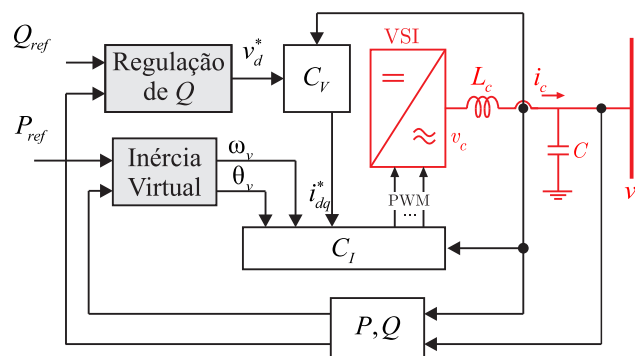 Q_ref
P_ref
Regulação
de Q
v_d^*
C_V
VSI
L_c
i_c
v_c
C
v
Inércia
Virtual
ω_v
θ_v
i_dq^*
PWM
...
C_I
P, Q